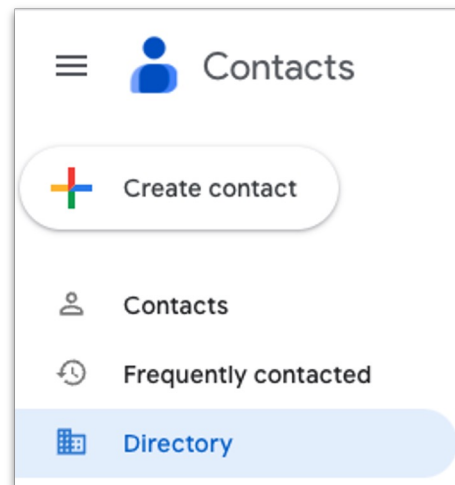 Contacts
Create contact
Contacts
Frequently contacted
Directory